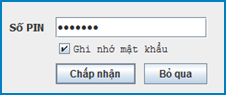 Số PIN •••••••
Ghi nhớ mật khẩu
Chấp nhận Bỏ qua